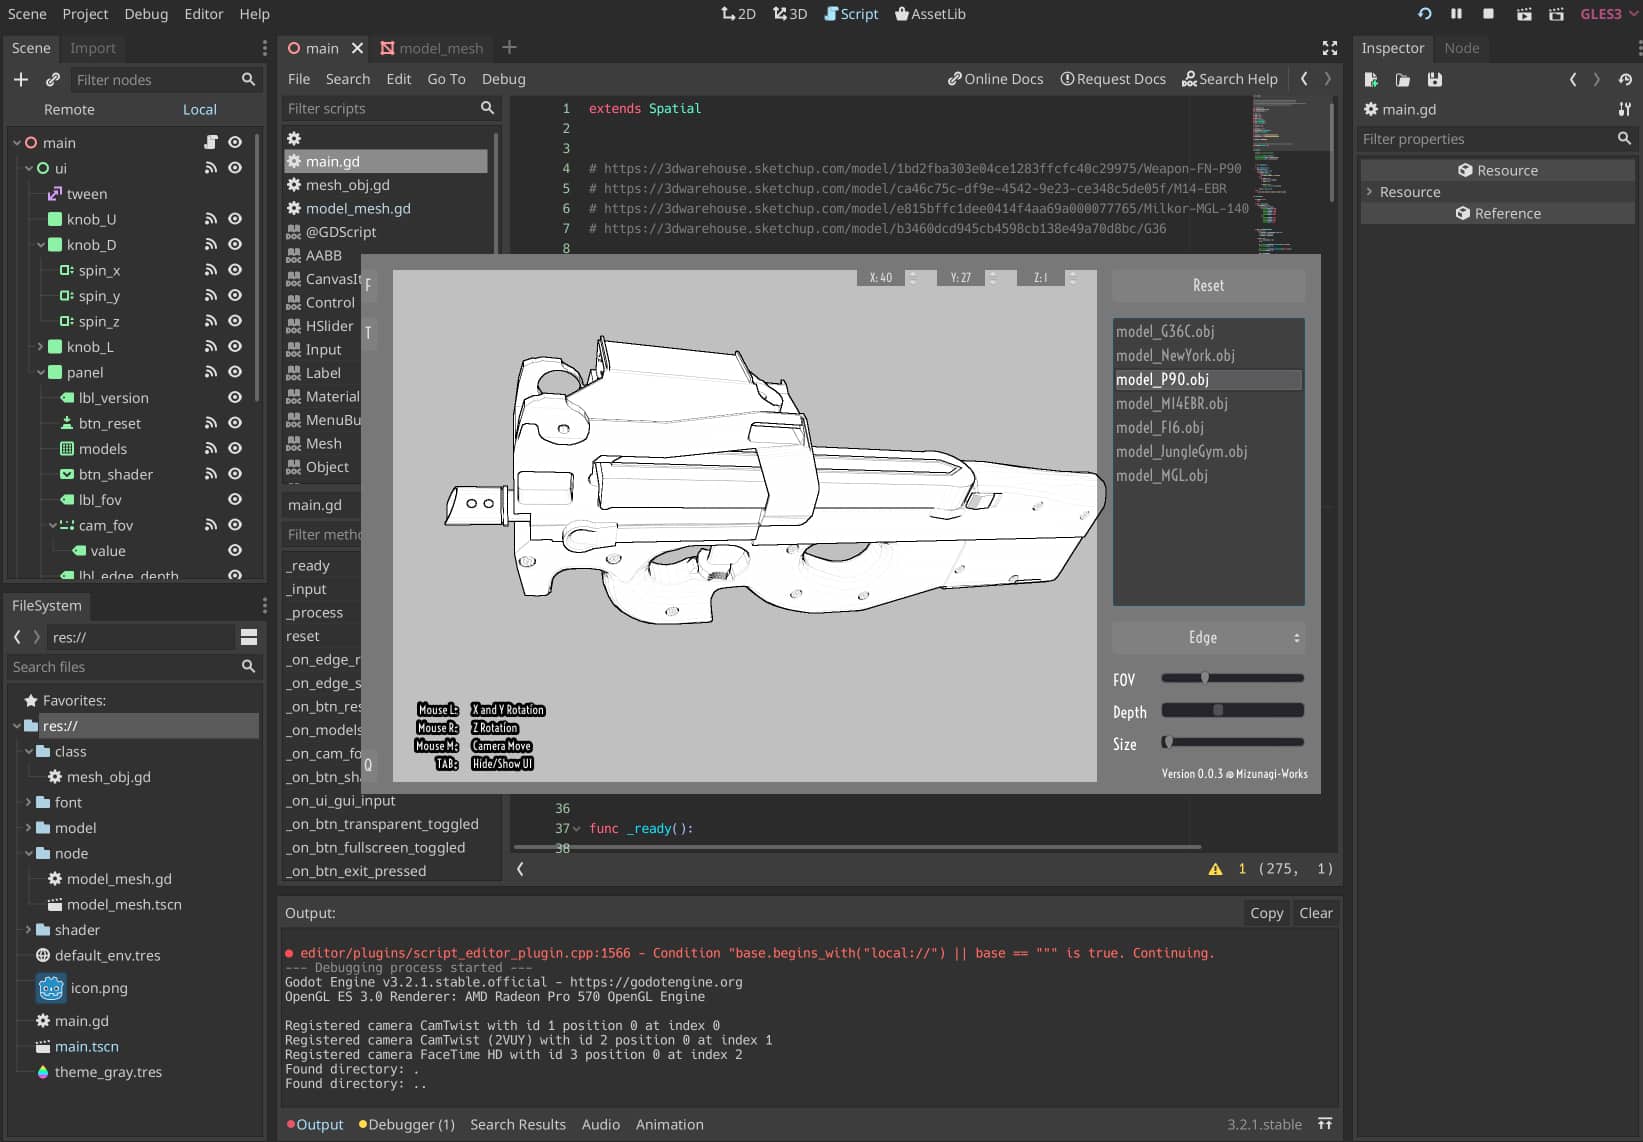 Scene Project Debug Editor Help
2D 3D Script AssetLib
GLES3
Scene Import
Filter nodes
Remote Local
main
ui
tween
knob_U
knob_D
spin_x
spin_y
spin_z
knob_L
panel
lbl_version
btn_reset
models
btn_shader
lbl_fov
cam_fov
value
lbl_edge_depth
FileSystem
res://
Search files
Favorites:
res://
class
mesh_obj.gd
font
model
node
model_mesh.gd
model_mesh.tscn
shader
default_env.tres
icon.png
main.gd
main.tscn
theme_gray.tres
main model_mesh
File Search Edit Go To Debug
Online Docs Request Docs Search Help
Filter scripts
main.gd
mesh_obj.gd
model_mesh.gd
@GDScript
AABB
CanvasIt
Control
HSlider
Input
Label
Material
MenuBu
Mesh
Object
main.gd
Filter metho
_ready
_input
_process
reset
_on_edge_r
_on_edge_s
_on_btn_res
_on_models
_on_cam_fo
_on_btn_sha
_on_ui_gui_input
_on_btn_transparent_toggled
_on_btn_fullscreen_toggled
_on_btn_exit_pressed
1 extends Spatial
2
3
4 # https://3dwarehouse.sketchup.com/model/1bd2fba303e04ce1283ffcfc40c29975/Weapon-FN-P90
5 # https://3dwarehouse.sketchup.com/model/ca46c75c-df9e-4542-9e23-ce348c5de05f/M14-EBR
6 # https://3dwarehouse.sketchup.com/model/e815bffc1dee0414f4aa69a000077765/Milkor-MGL-140
7 # https://3dwarehouse.sketchup.com/model/b3460dcd945cb4598cb138e49a70d8bc/G36
8
F
T
Q
X: 40 Y: 27 Z: 1
Mouse L: X and Y Rotation
Mouse R: Z Rotation
Mouse M: Camera Move
TAB: Hide/Show UI
Reset
model_G36C.obj
model_NewYork.obj
model_P90.obj
model_M14EBR.obj
model_F16.obj
model_JungleGym.obj
model_MGL.obj
Edge
FOV
Depth
Size
Version 0.0.3 @ Mizunagi-Works
36
37 func _ready():
38
1 (275, 1)
Output:
Copy Clear
editor/plugins/script_editor_plugin.cpp:1566 - Condition "base.begins_with("local://") || base == """ is true. Continuing.
--- Debugging process started ---
Godot Engine v3.2.1.stable.official - https://godotengine.org
OpenGL ES 3.0 Renderer: AMD Radeon Pro 570 OpenGL Engine
Registered camera CamTwist with id 1 position 0 at index 0
Registered camera CamTwist (2VUY) with id 2 position 0 at index 1
Registered camera FaceTime HD with id 3 position 0 at index 2
Found directory: .
Found directory: ..
Output Debugger (1) Search Results Audio Animation
3.2.1.stable
Inspector Node
main.gd
Filter properties
Resource
Resource
Reference